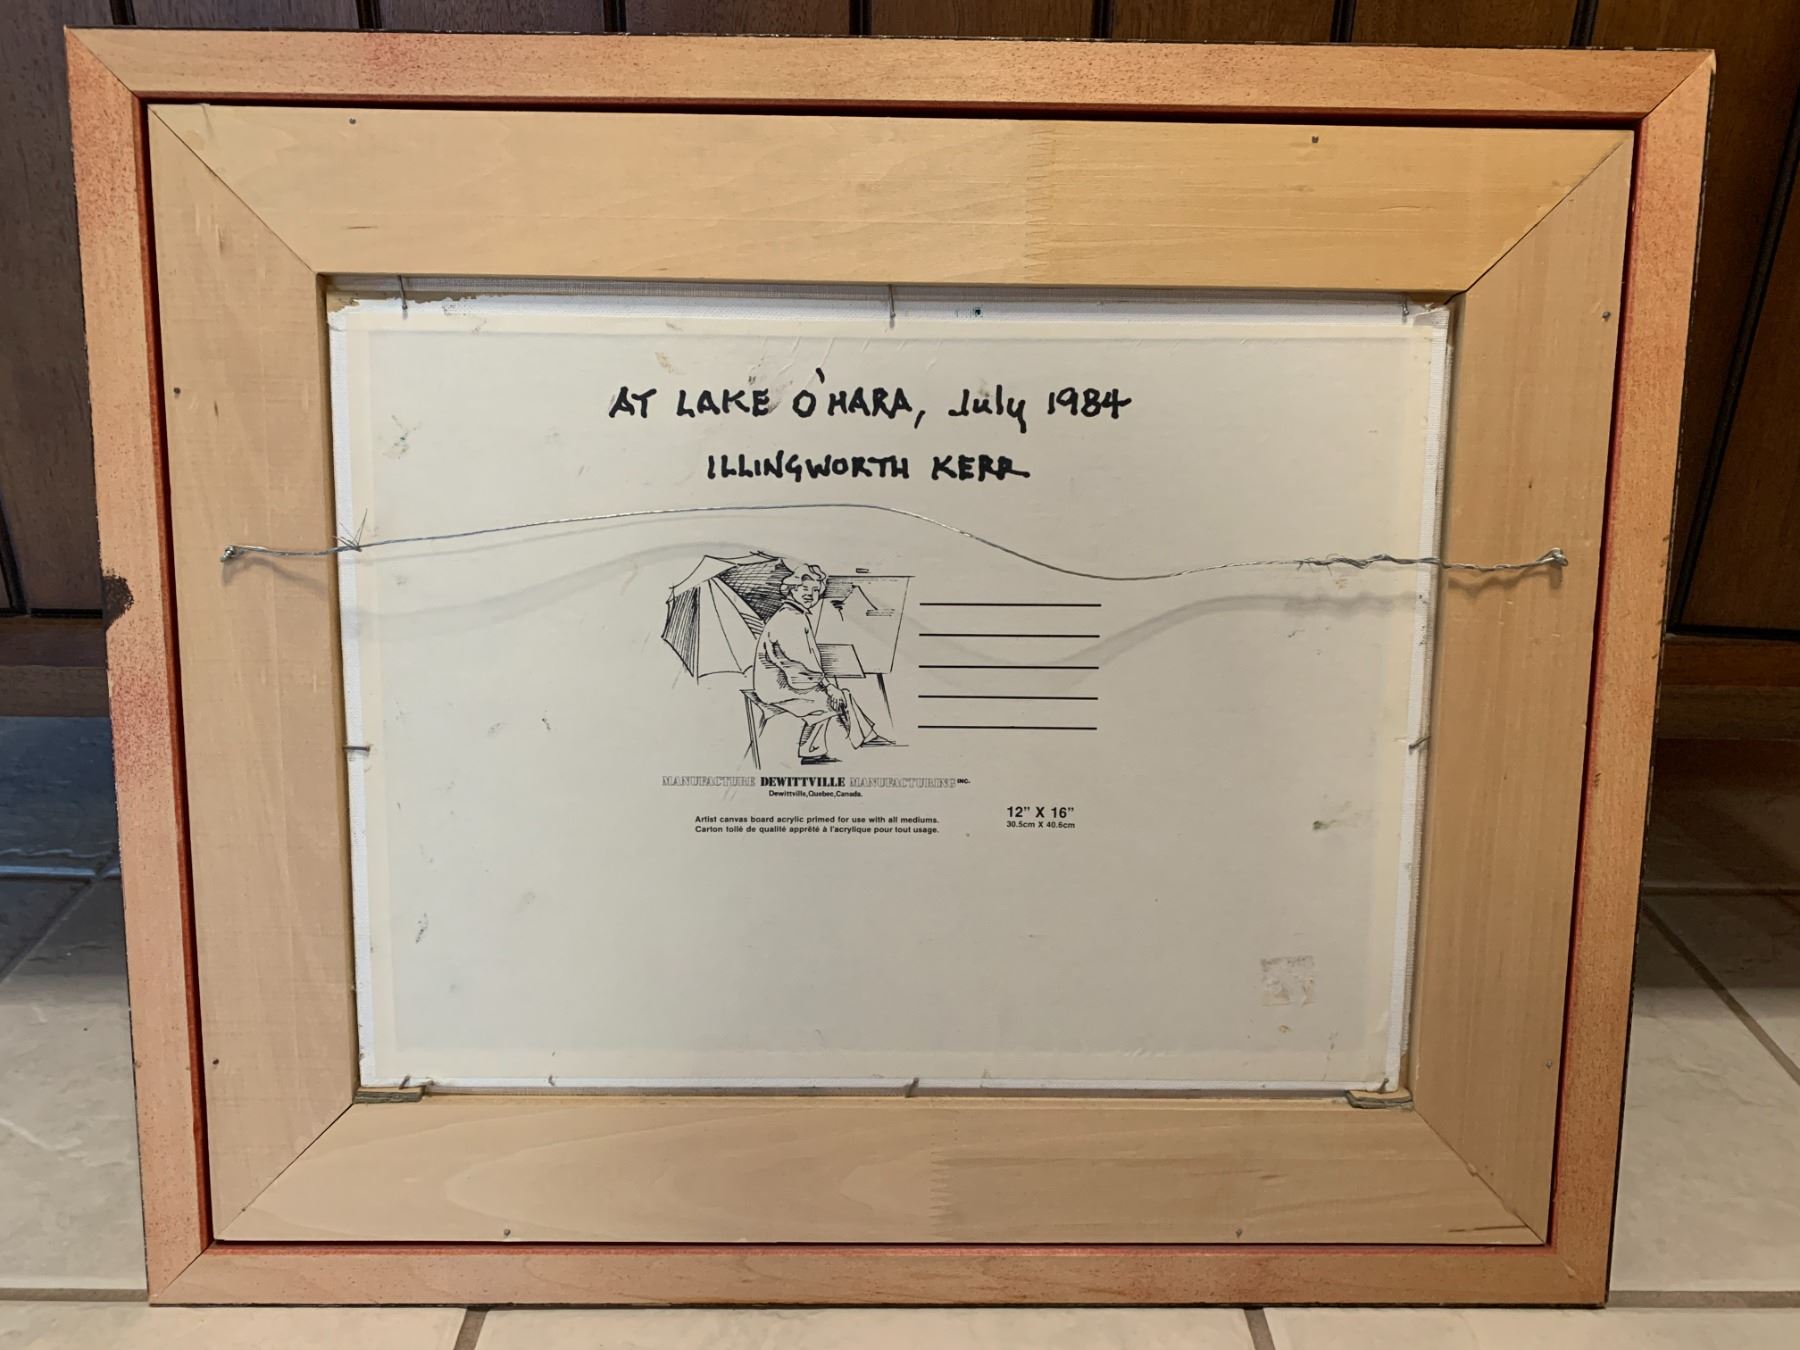 AT LAKE O'HARA, July 1984
ILLINGWORTH KERR
MANUFACTURE DEWITTVILLE MANUFACTURING INC.
Dewittville, Quebec, Canada.
Artist canvas board acrylic primed for use with all mediums.
Carton toilé de qualité apprêté à l'acrylique pour tout usage.
12" X 16"
30.5cm X 40.6cm